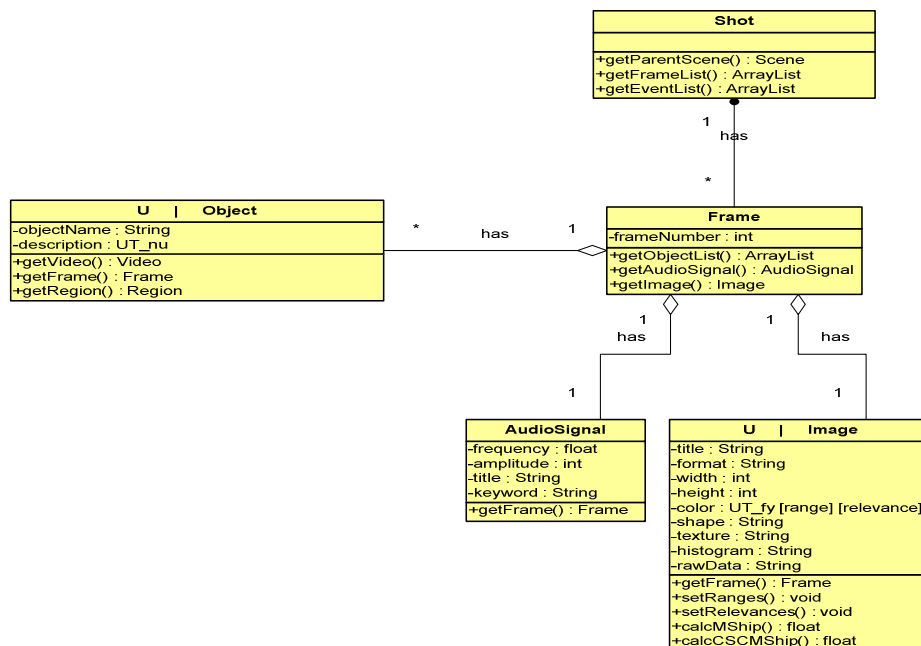 Shot
+getParentScene() : Scene
+getFrameList() : ArrayList
+getEventList() : ArrayList
1
has
*
U | Object
-objectName : String
-description : UT_nu
+getVideo() : Video
+getFrame() : Frame
+getRegion() : Region
* has 1
Frame
-frameNumber : int
+getObjectList() : ArrayList
+getAudioSignal() : AudioSignal
+getImage() : Image
1
has
1
1
has
1
AudioSignal
-frequency : float
-amplitude : int
-title : String
-keyword : String
+getFrame() : Frame
U | Image
-title : String
-format : String
-width : int
-height : int
-color : UT_fy [range] [relevance]
-shape : String
-texture : String
-histogram : String
-rawData : String
+getFrame() : Frame
+setRanges() : void
+setRelevances() : void
+calcMShip() : float
+calcCSCMShip() : float